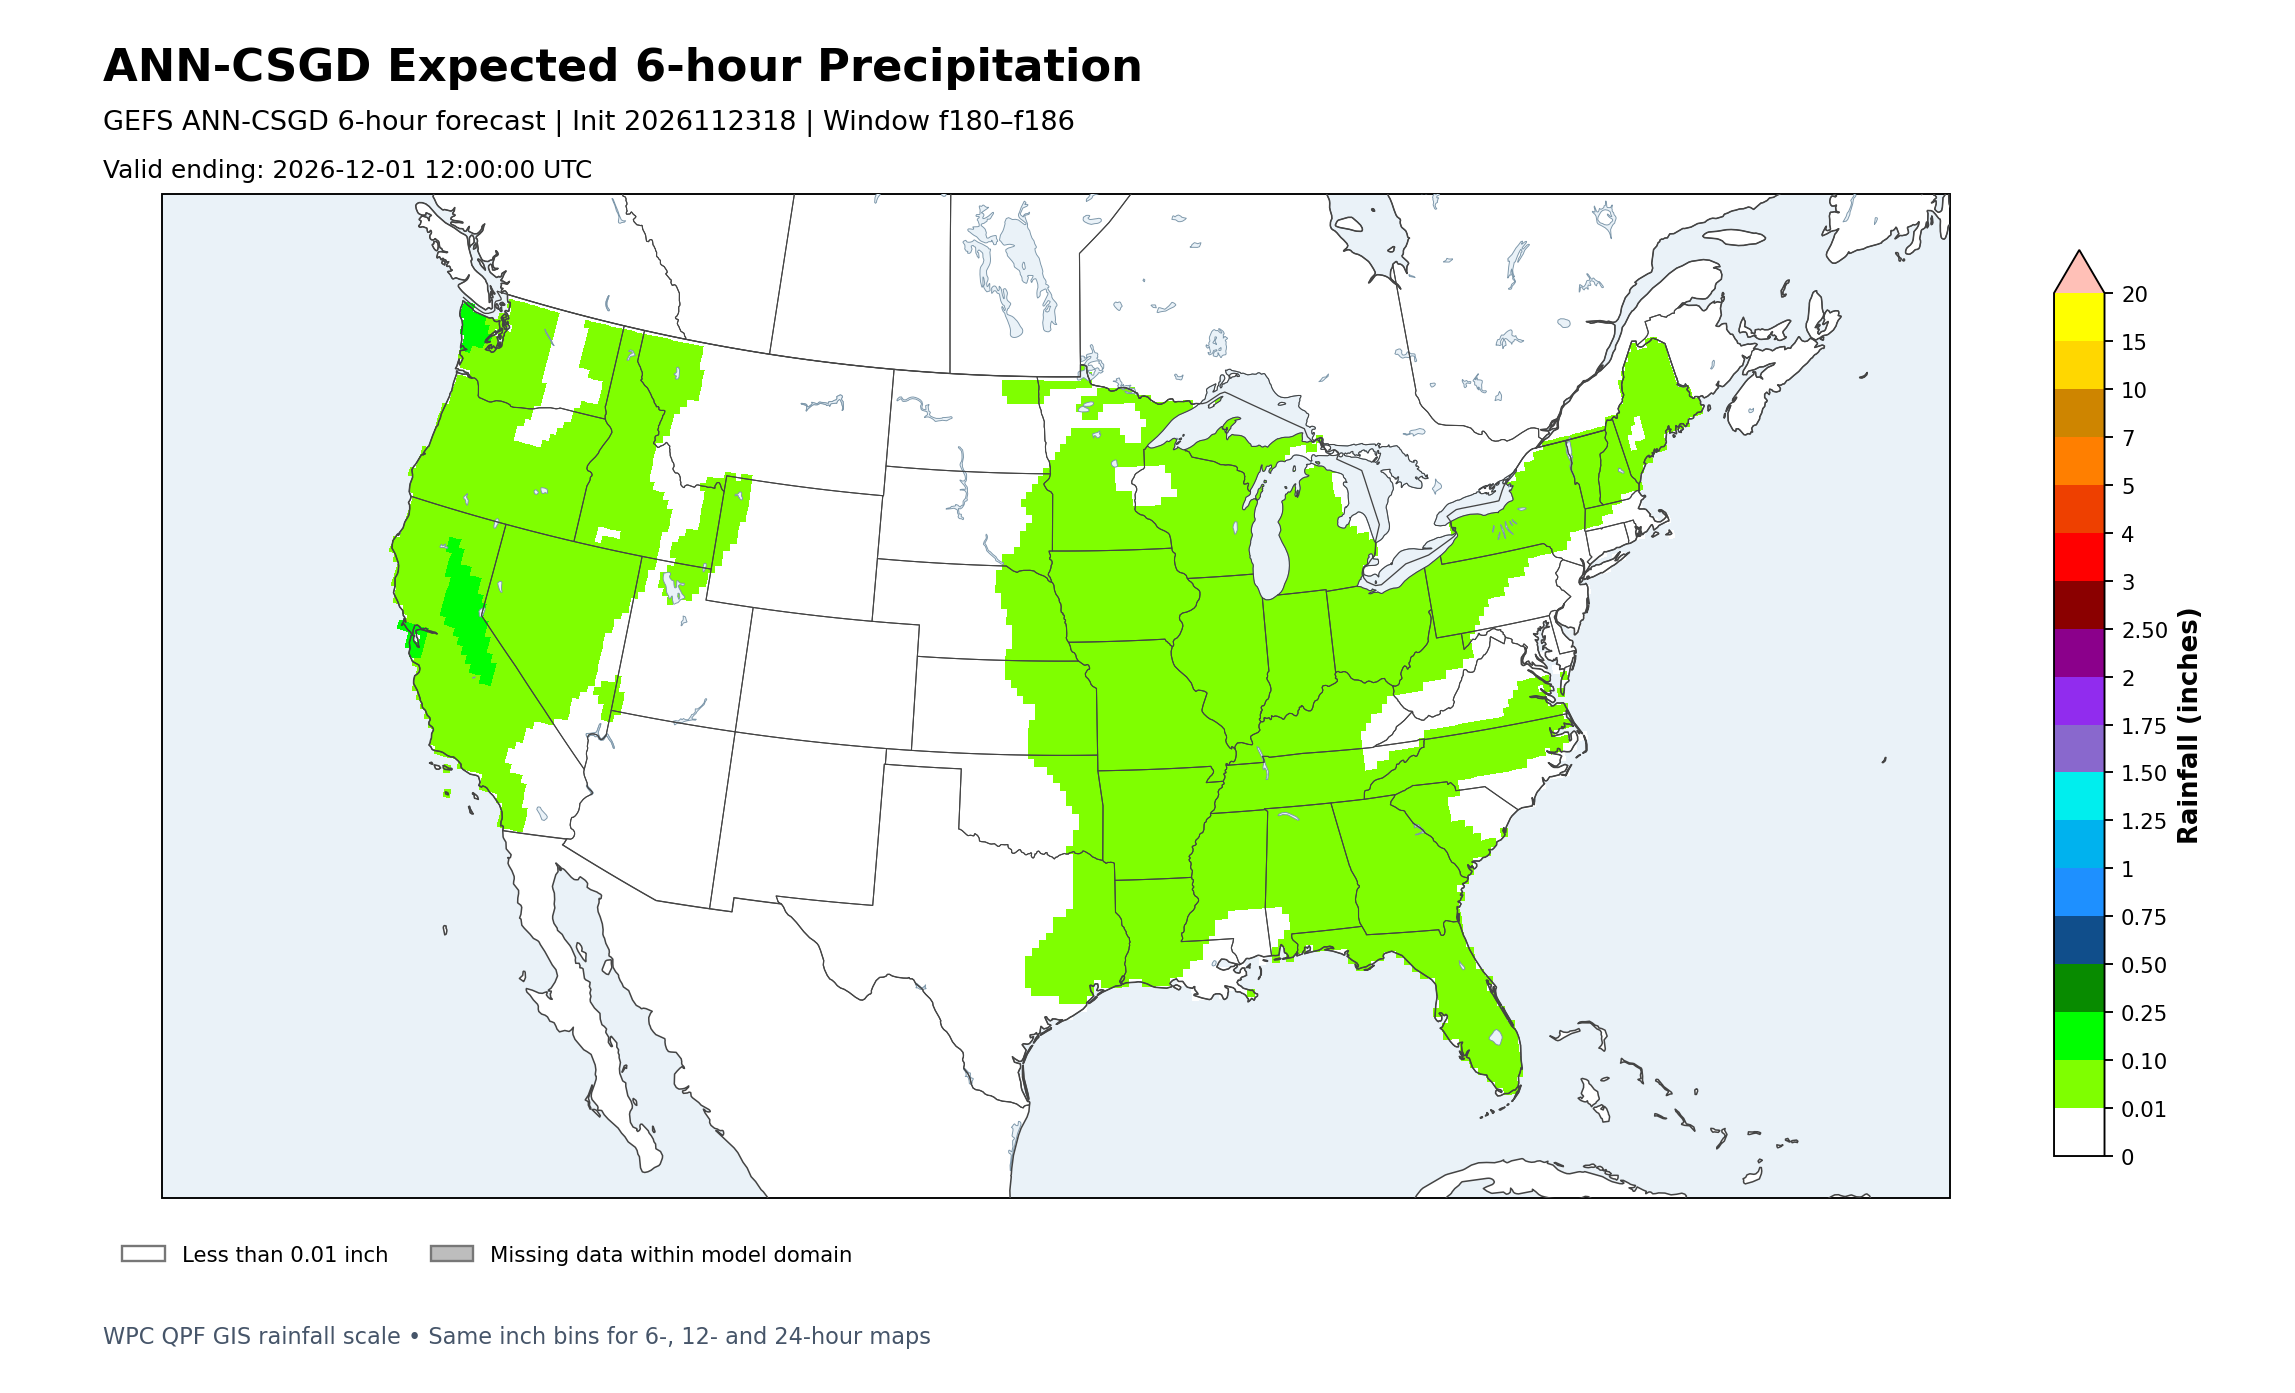 ANN-CSGD Expected 6-hour Precipitation
GEFS ANN-CSGD 6-hour forecast | Init 2026112318 | Window f180–f186
Valid ending: 2026-12-01 12:00:00 UTC
20
15
10
7
5
4
3
2.50
2
1.75
1.50
1.25
1
0.75
0.50
0.25
0.10
0.01
0
Rainfall (inches)
Less than 0.01 inch
Missing data within model domain
WPC QPF GIS rainfall scale • Same inch bins for 6-, 12- and 24-hour maps